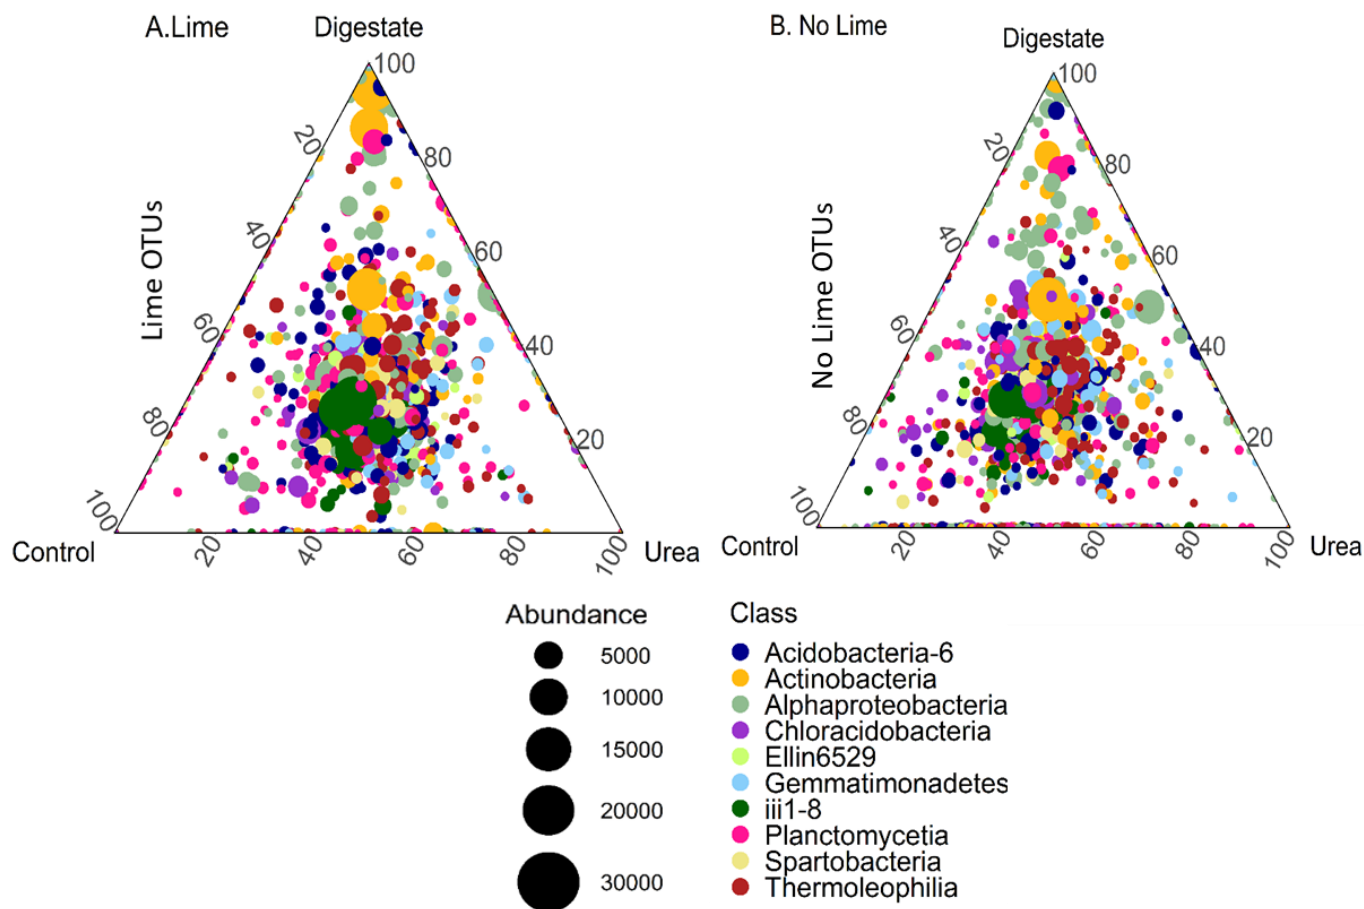 A.Lime
Digestate
100
20
80
Lime OTUs
40
60
60
40
80
20
100
Control
20
40
60
80
100
Urea
B. No Lime
Digestate
100
20
80
No Lime OTUs
40
60
60
40
80
20
100
Control
20
40
60
80
100
Urea
Abundance
5000
10000
15000
20000
30000
Class
Acidobacteria-6
Actinobacteria
Alphaproteobacteria
Chloracidobacteria
Ellin6529
Gemmatimonadetes
iii1-8
Planctomycetia
Spartobacteria
Thermoleophilia